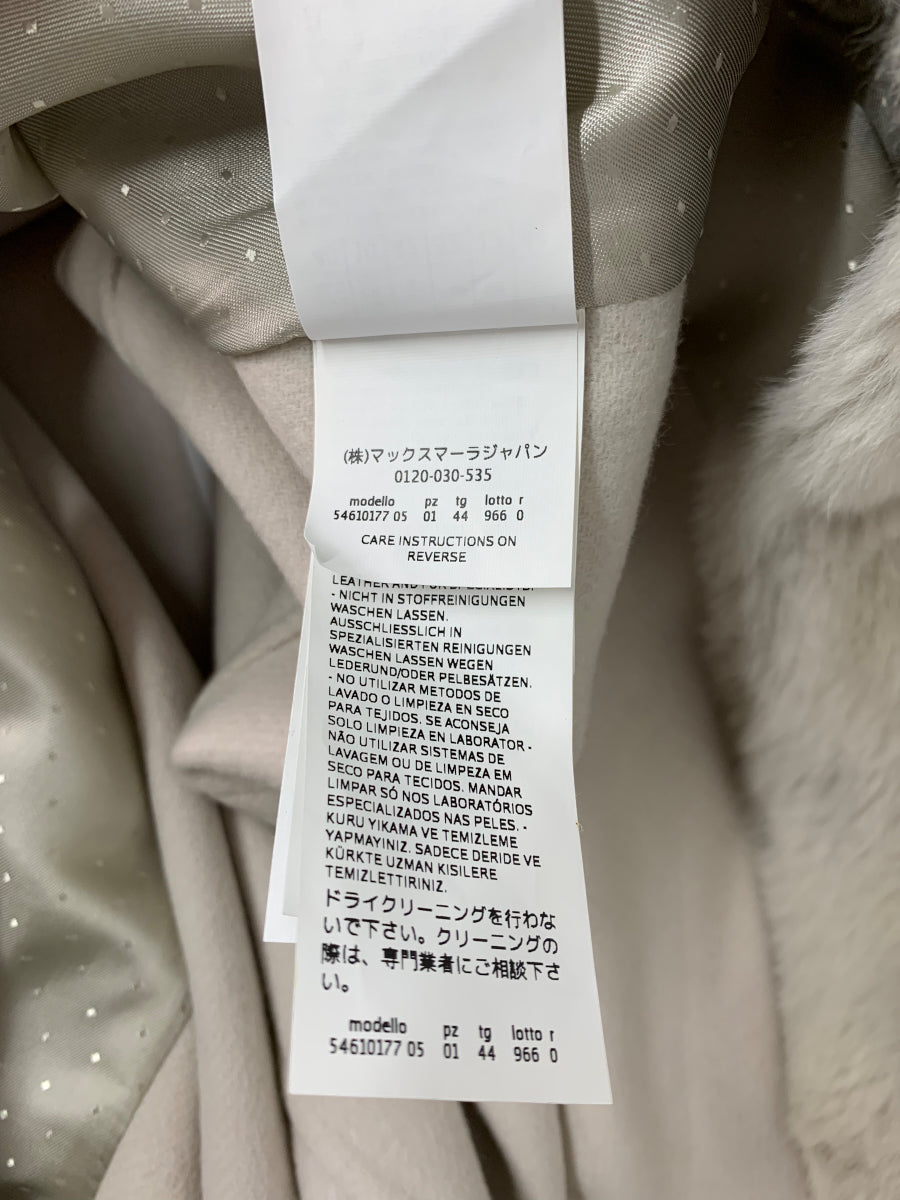 (株)マックスマーラジャパン
0120-030-535
modello pz tg lotto r
54610177 05 01 44 966 0
CARE INSTRUCTIONS ON
REVERSE
LEATHER AND
- NICHT IN STOFFREINIGUNGEN
WASCHEN LASSEN.
AUSSCHLIESSLICH IN
SPEZIALISIERTEN REINIGUNGEN
WASCHEN LASSEN WEGEN
LEDERUND/ODER PELBESÄTZEN.
- NO UTILIZAR METODOS DE
LAVADO O LIMPIEZA EN SECO
PARA TEJIDOS. SE ACONSEJA
SOLO LIMPIEZA EN LABORATOR -
NÃO UTILIZAR SISTEMAS DE
LAVAGEM OU DE LIMPEZA EM
SECO PARA TECIDOS. MANDAR
LIMPAR SÓ NOS LABORATÓRIOS
ESPECIALIZADOS NAS PELES. -
KURU YIKAMA VE TEMIZLEME
YAPMAYINIZ. SADECE DERIDE VE
KÜRKTE UZMAN KISILERE
TEMIZLETTIRINIZ.
ドライクリーニングを行わな
いで下さい。クリーニングの
際は、専門業者にご相談下さ
い。
modello pz tg lotto r
54610177 05 01 44 966 0